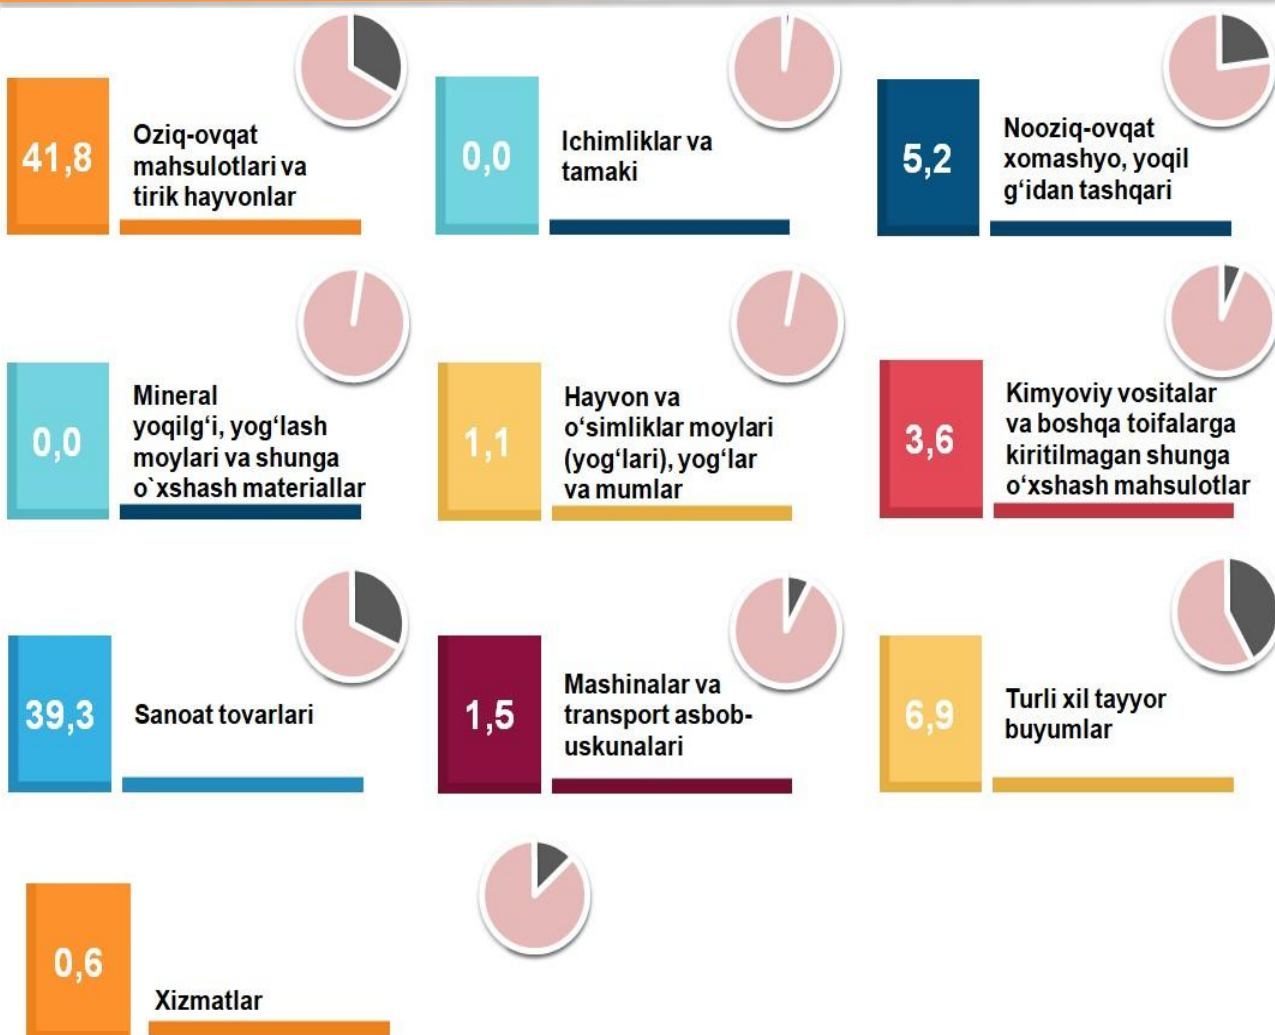 41,8
Oziq-ovqat
mahsulotlari va
tirik hayvonlar
0,0
Ichimliklar va
tamaki
5,2
Nooziq-ovqat
xomashyo, yoqil
g‘idan tashqari
0,0
Mineral
yoqilg‘i, yog‘lash
moylari va shunga
o`xshash materiallar
1,1
Hayvon va
o‘simliklar moylari
(yog‘lari), yog‘lar
va mumlar
3,6
Kimyoviy vositalar
va boshqa toifalarga
kiritilmagan shunga
o‘xshash mahsulotlar
39,3
Sanoat tovarlari
1,5
Mashinalar va
transport asbob-
uskunalari
6,9
Turli xil tayyor
buyumlar
0,6
Xizmatlar